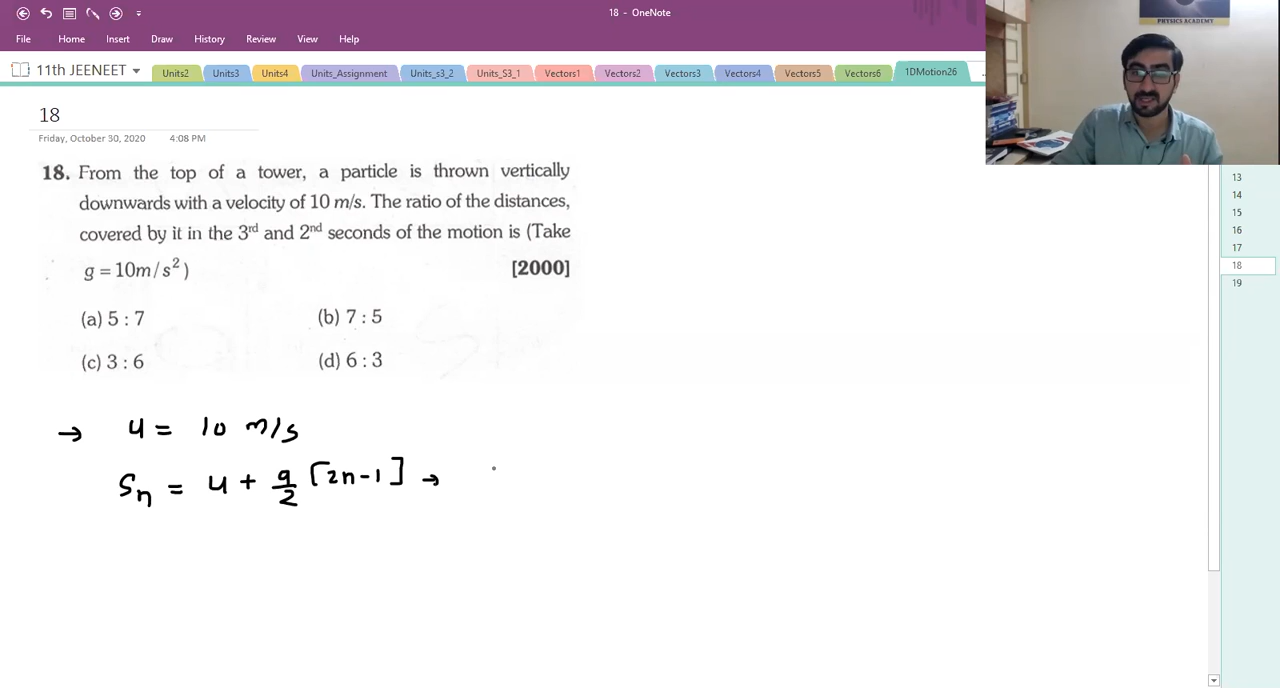 18 - OneNote
File Home Insert Draw History Review View Help
PHYSICS ACADEMY
11th JEENEET Units2 Units3 Units4 Units_Assignment Units_s3_2 Units_S3_1 Vectors1 Vectors2 Vectors3 Vectors4 Vectors5 Vectors6 1DMotion26 ...
18
Friday, October 30, 2020 4:08 PM
18. From the top of a tower, a particle is thrown vertically
downwards with a velocity of 10 m/s. The ratio of the distances,
covered by it in the 3rd and 2nd seconds of the motion is (Take
g = 10m/s²) [2000]
(a) 5 : 7 (b) 7 : 5
(c) 3 : 6 (d) 6 : 3
→ u = 10 m/s
Sn = u + g/2 [2n-1] →
13
14
15
16
17
18
19